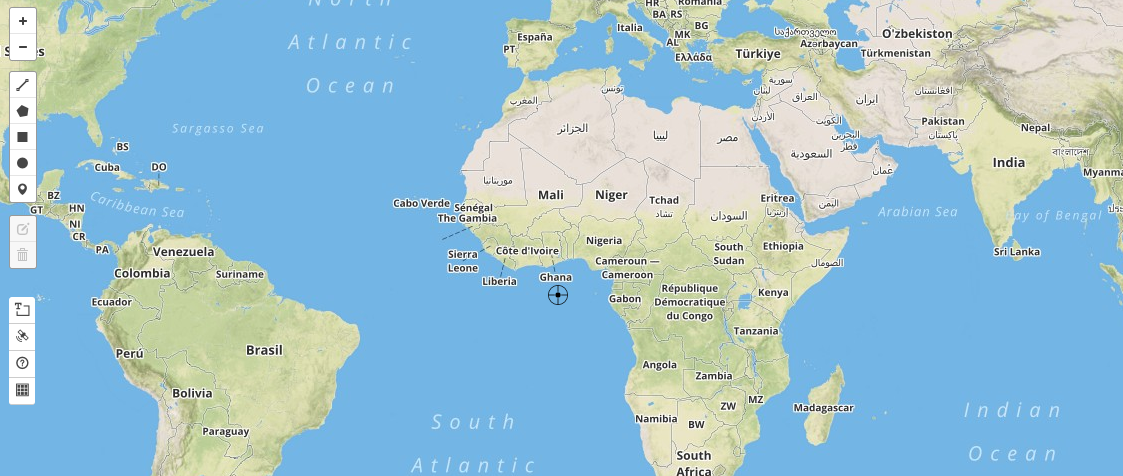 North
Atlantic
Ocean
Sargasso Sea
BS
Cuba
DO
BZ
GT
HN
NI
CR
PA
Caribbean Sea
Venezuela
Colombia
Suriname
Ecuador
Perú
Brasil
Bolivia
Paraguay
HR
BA
RS
Romania
BG
MK
AL
Italia
España
PT
Ελλάδα
Türkiye
საქართველო
Azərbaycan
O'zbekiston
Türkmenistan
سوريا
لبنان
العراق
الأردن
ایران
افغانستان
Pakistan
پاکستان
الكويت
البحرين
قطر
السعودية
عمان
اليمن
Nepal
India
বাংলাদেশ
Sri Lanka
Arabian Sea
Bay of Bengal
المغرب
الجزائر
تونس
ليبيا
مصر
موريتانيا
Mali
Niger
Tchad
تشاد
السودان
Eritrea
إرتريا
Cabo Verde
Sénégal
The Gambia
Sierra
Leone
Liberia
Côte d'Ivoire
Ghana
Nigeria
Cameroun —
Cameroon
Gabon
South
Sudan
Ethiopia
الصومال
République
Démocratique
du Congo
Kenya
Tanzania
Angola
Zambia
MZ
ZW
Namibia
BW
Madagascar
South
Africa
South
Atlantic
Indian
Ocean